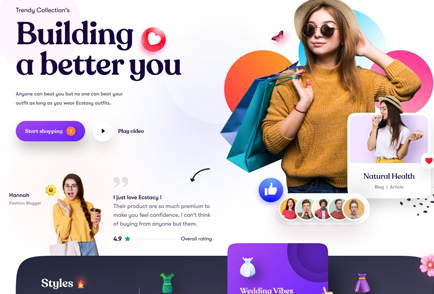 Trendy Collection's
Building
a better you
Anyone can beat you but no one can beat your
outfit as long as you wear Ecstasy outfits.
Start shopping
Play video
Natural Health
Blog | Article
Hannah
Fashion Blogger
I just love Ecstacy !
Their product are so much premium to
make you feel confidence. I can't think
of buying from anyone but them.
4.9
Overall rating
Styles
Wedding Vibes